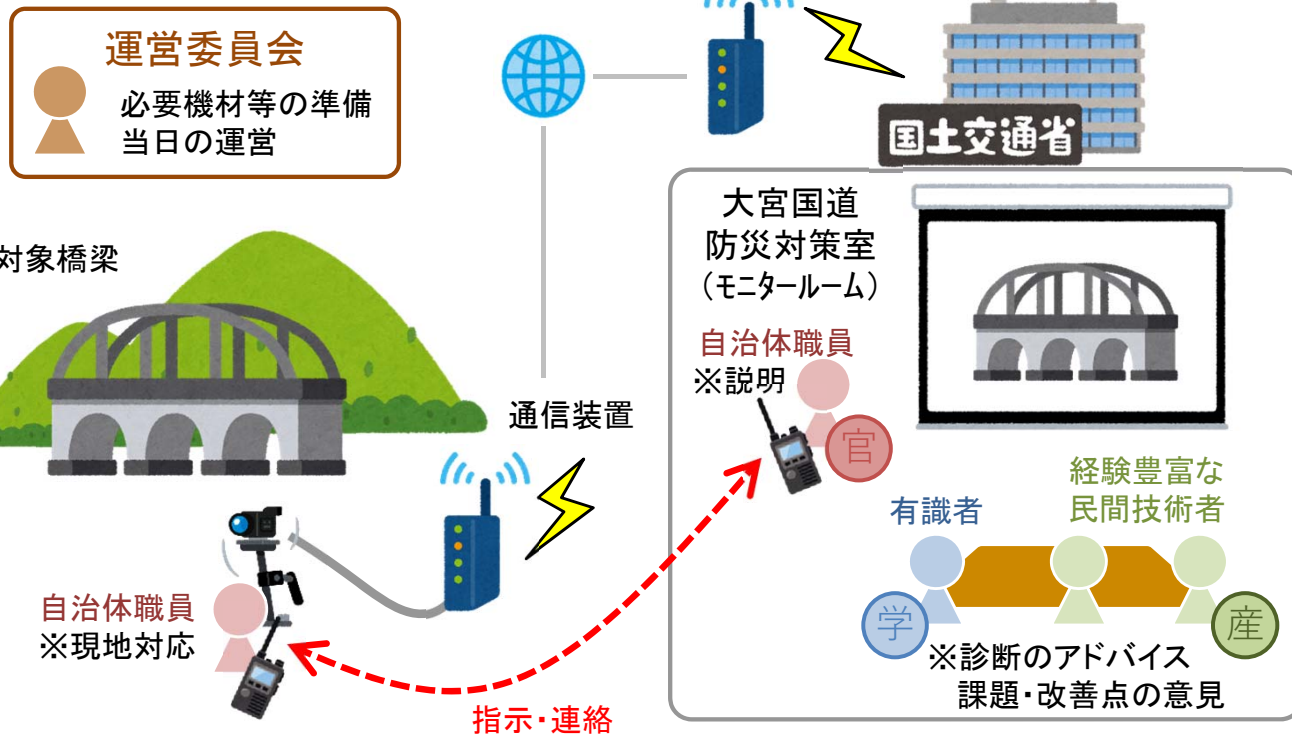 運営委員会
必要機材等の準備
当日の運営
国土交通省
対象橋梁
大宮国道
防災対策室
(モニタールーム)
自治体職員
※説明
官
通信装置
有識者
経験豊富な
民間技術者
学
産
※診断のアドバイス
課題・改善点の意見
自治体職員
※現地対応
指示・連絡